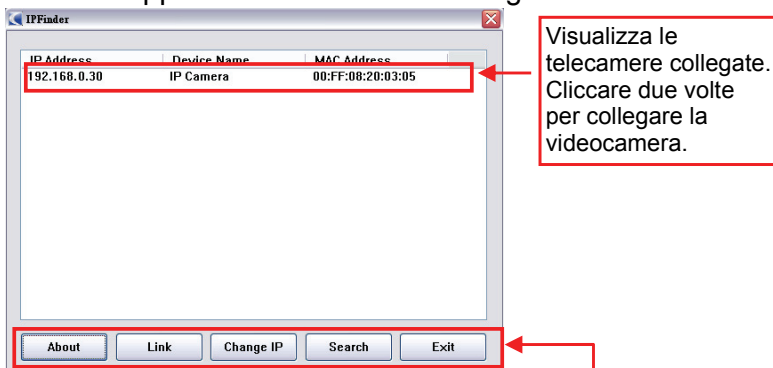 IPFinder
IP Address Device Name MAC Address
192.168.0.30 IP Camera 00:FF:08:20:03:05
Visualizza le
telecamere collegate.
Cliccare due volte
per collegare la
videocamera.
About Link Change IP Search Exit